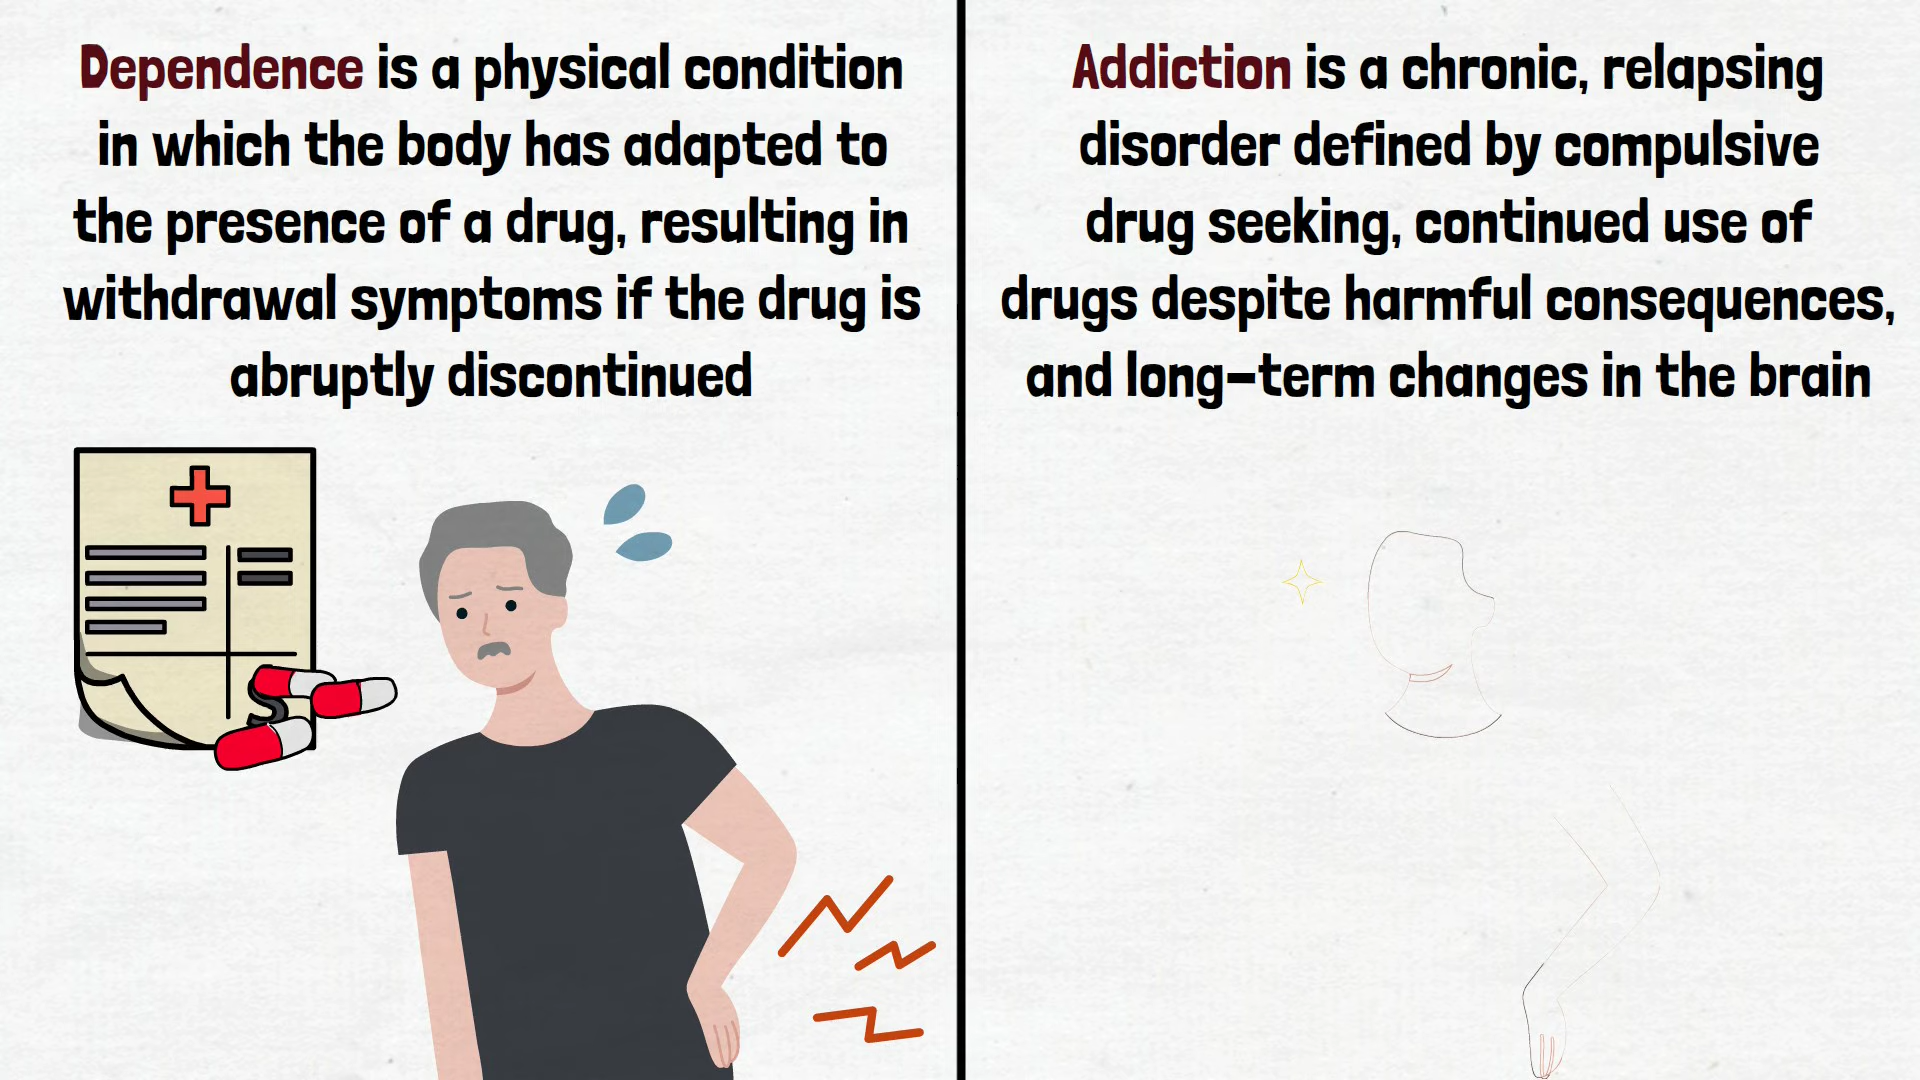 Dependence is a physical condition
in which the body has adapted to
the presence of a drug, resulting in
withdrawal symptoms if the drug is
abruptly discontinued
Addiction is a chronic, relapsing
disorder defined by compulsive
drug seeking, continued use of
drugs despite harmful consequences,
and long-term changes in the brain